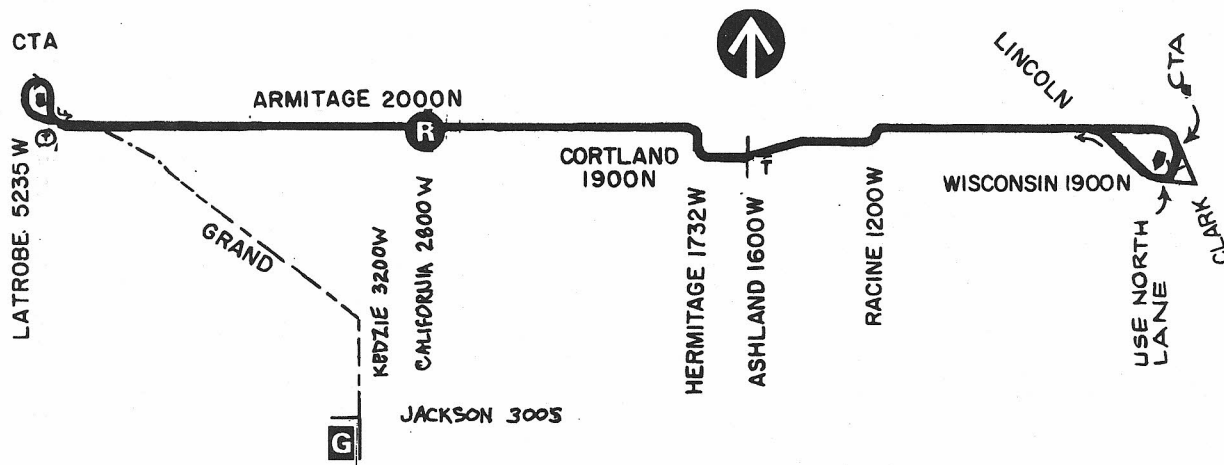 CTA
ARMITAGE 2000N
LATROBE 5235W
GRAND
KEDZIE 3200W
CALIFORNIA 2800W
R
G
JACKSON 300S
CORTLAND
1900N
HERMITAGE 1732W
ASHLAND 1600W
T
RACINE 1200W
LINCOLN
CTA
WISCONSIN 1900N
USE NORTH
LANE
CLARK